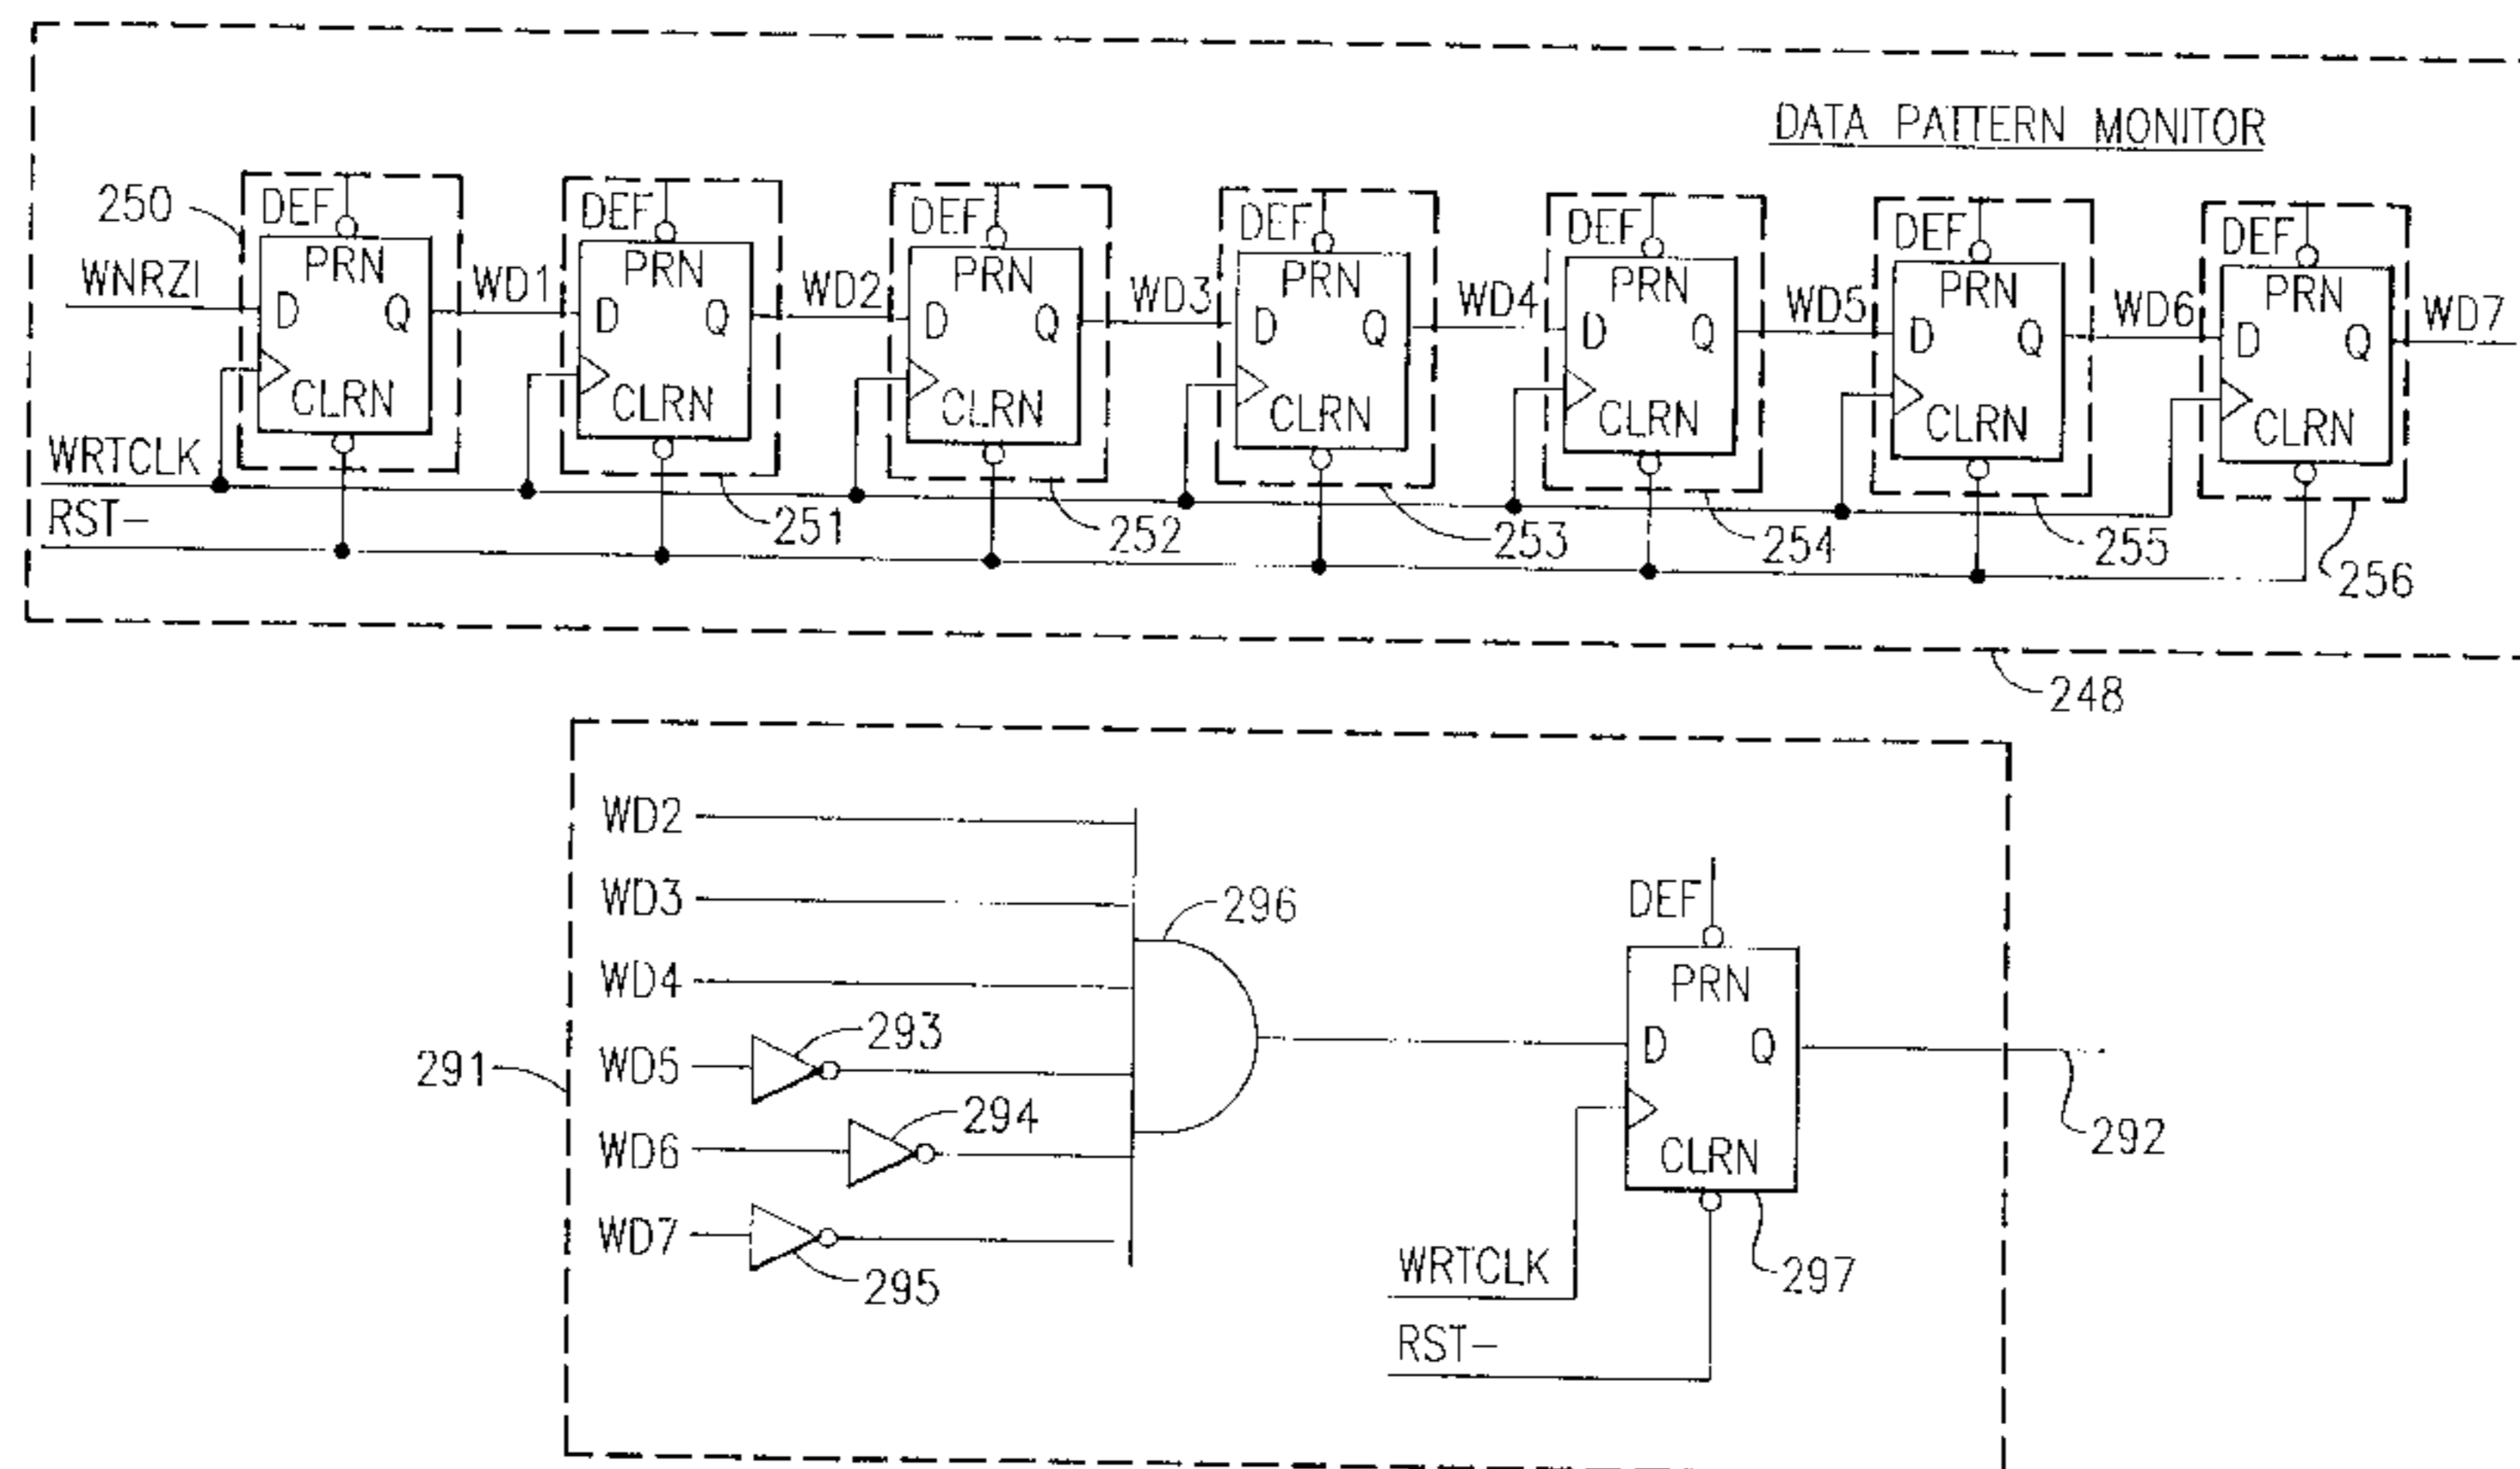 DATA PATTERN MONITOR
250
DEF DEF DEF DEF DEF DEF DEF
PRN PRN PRN PRN PRN PRN PRN
WNRZI WD1 WD2 WD3 WD4 WD5 WD6 WD7
D Q D Q D Q D Q D Q D Q D Q
CLRN CLRN CLRN CLRN CLRN CLRN CLRN
WRTCLK
RST-
251 252 253 254 255 256
248
WD2
WD3
296
DEF
WD4
PRN
293
291
WD5
D Q
294
WD6
292
CLRN
WD7
295
WRTCLK
297
RST-